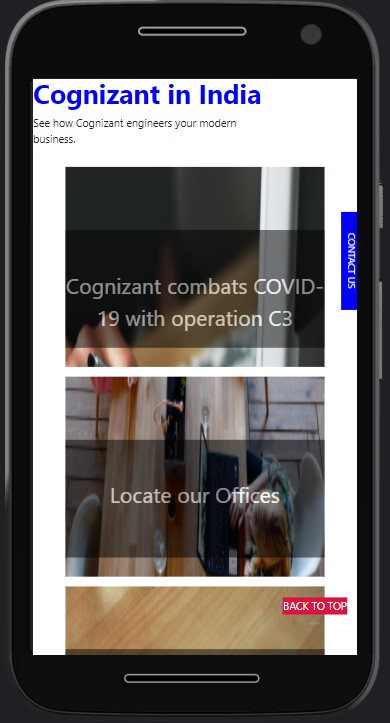 Cognizant in India
See how Cognizant engineers your modern
business.
CONTACT US
Cognizant combats COVID-
19 with operation C3
Locate our Offices
BACK TO TOP